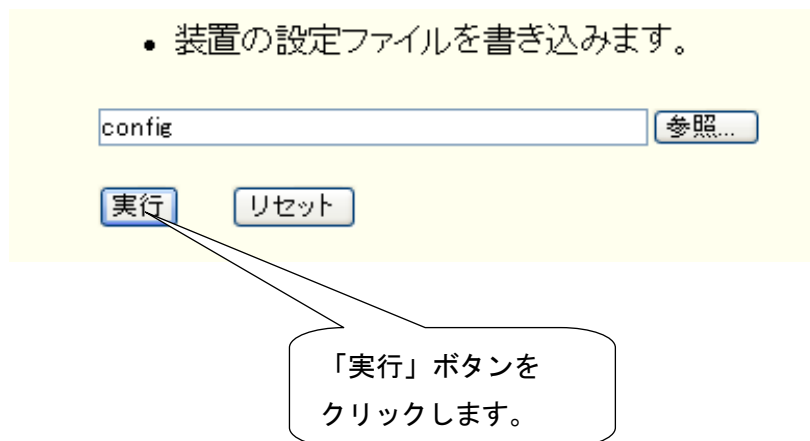 • 装置の設定ファイルを書き込みます。
config
参照...
実行 リセット
「実行」ボタンを
クリックします。